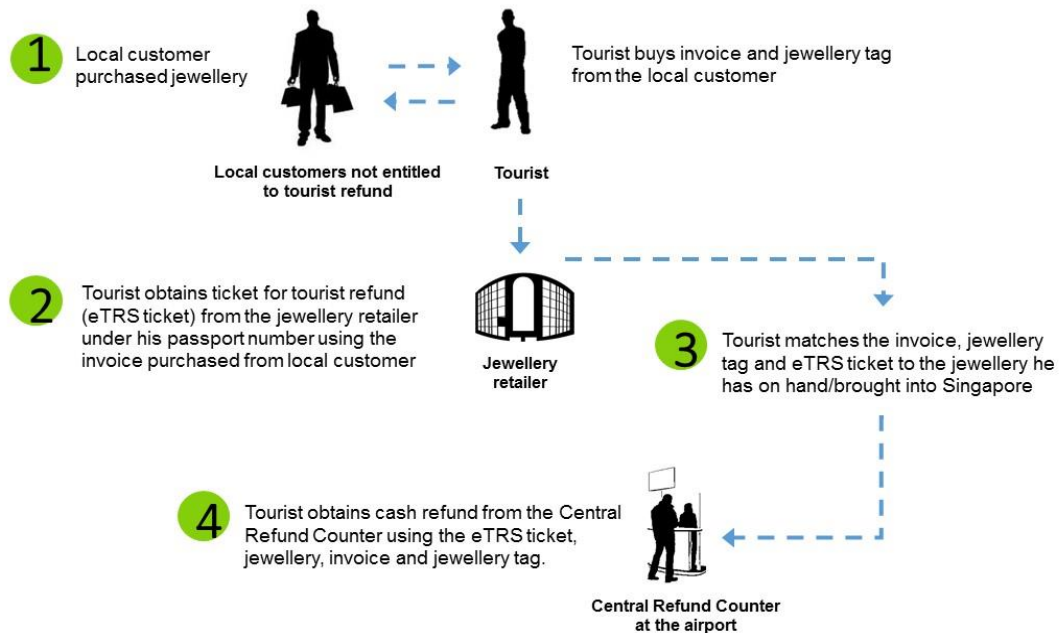 1
Local customer
purchased jewellery
Tourist buys invoice and jewellery tag
from the local customer
Local customers not entitled
to tourist refund
Tourist
2
Tourist obtains ticket for tourist refund
(eTRS ticket) from the jewellery retailer
under his passport number using the
invoice purchased from local customer
Jewellery
retailer
3
Tourist matches the invoice, jewellery
tag and eTRS ticket to the jewellery he
has on hand/brought into Singapore
4
Tourist obtains cash refund from the Central
Refund Counter using the eTRS ticket,
jewellery, invoice and jewellery tag.
Central Refund Counter
at the airport